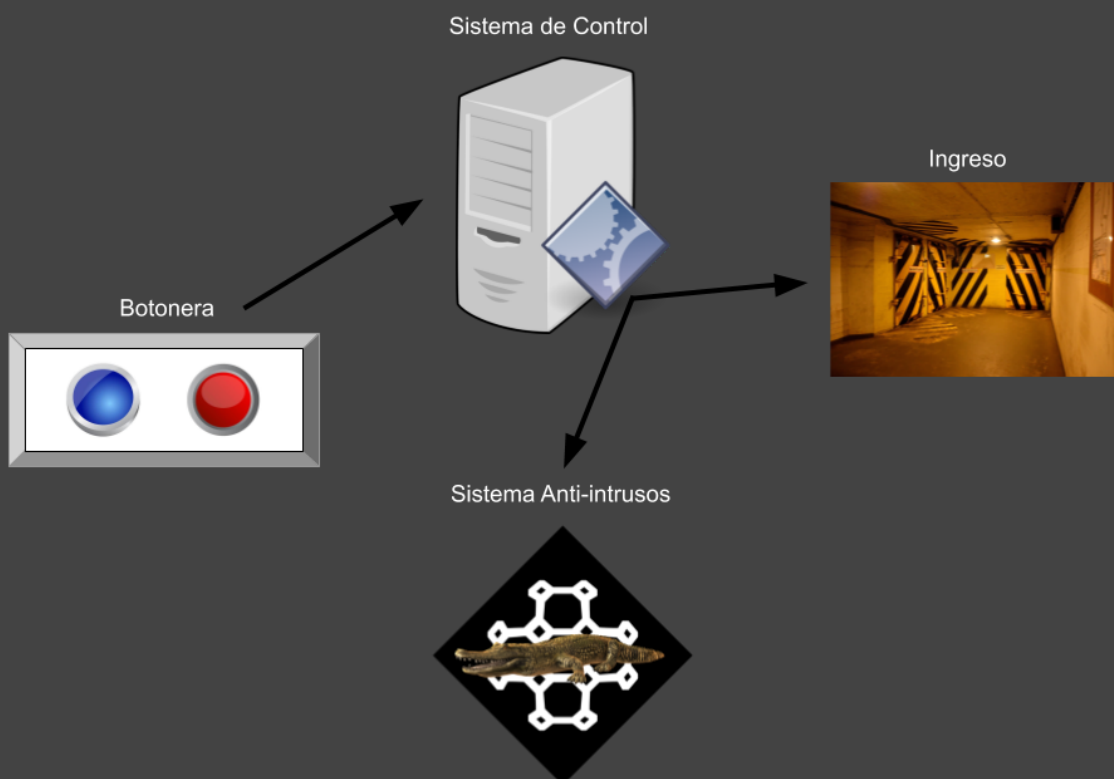 Sistema de Control
Ingreso
Botonera
Sistema Anti-intrusos